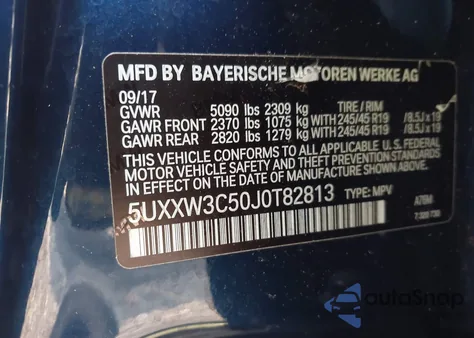 MFD BY BAYERISCHE MOTOREN WERKE AG
09/17
GVWR 5090 lbs 2309 kg TIRE / RIM
GAWR FRONT 2370 lbs 1075 kg WITH 245/45 R19 /8.5J x 19
GAWR REAR 2820 lbs 1279 kg WITH 245/45 R19 /8.5J x 19
THIS VEHICLE CONFORMS TO ALL APPLICABLE U.S. FEDERAL
MOTOR VEHICLE SAFETY, BUMPER, AND THEFT PREVENTION
STANDARDS IN EFFECT ON THE DATE OF MANUFACTURE SHOWN ABOVE.
5UXXW3C50J0T82813 TYPE: MPV
autoSnap